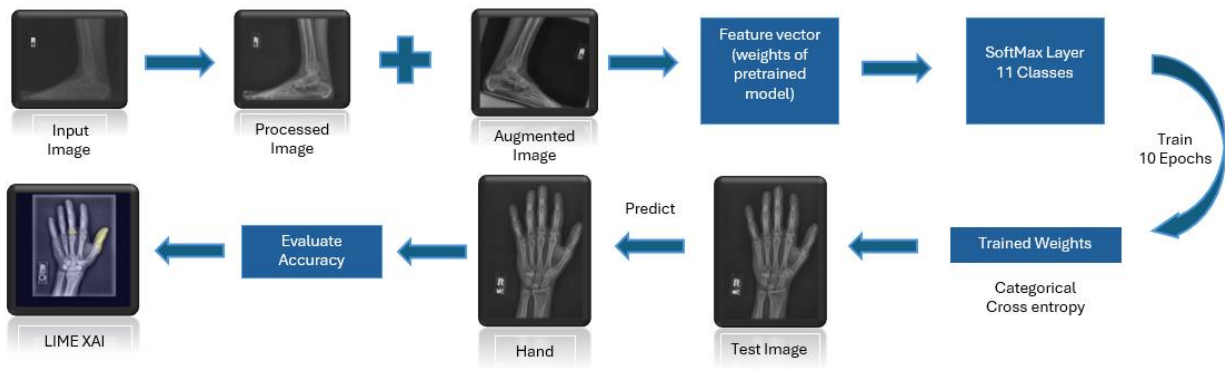 Input
Image
Processed
Image
Augmented
Image
Feature vector
(weights of
pretrained
model)
SoftMax Layer
11 Classes
Train
10 Epochs
Trained Weights
Categorical
Cross entropy
Test Image
Predict
Hand
Evaluate
Accuracy
LIME XAI